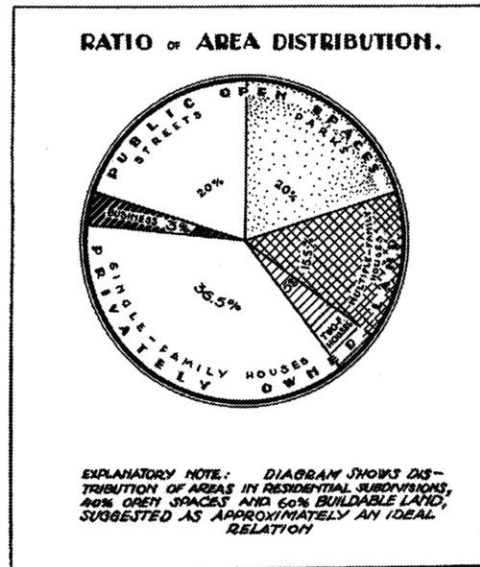 RATIO OF AREA DISTRIBUTION.
PUBLIC OPEN SPACES
STREETS
PARKS
20%
20%
BUSINESS 3%
15.5%
MULTIPLE-FAMILY
HOUSES
5%
TWO-F.
HOUSES
36.5%
SINGLE-FAMILY HOUSES
PRIVATELY OWNED LAND
EXPLANATORY NOTE: DIAGRAM SHOWS DIS-
TRIBUTION OF AREAS IN RESIDENTIAL SUBDIVISIONS,
40% OPEN SPACES AND 60% BUILDABLE LAND,
SUGGESTED AS APPROXIMATELY AN IDEAL
RELATION